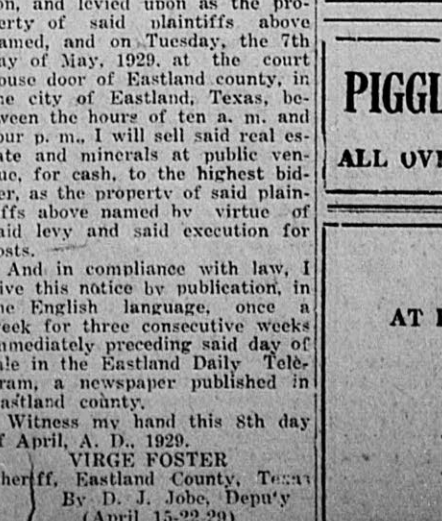 on, and levied upon as the pro-
erty of said plaintiffs above
amed, and on Tuesday, the 7th
ay of May, 1929, at the court
ouse door of Eastland county, in
he city of Eastland, Texas, be-
ween the hours of ten a. m. and
our p. m., I will sell said real es-
ate and minerals at public ven-
ue, for cash, to the highest bid-
er, as the property of said plain-
iffs above named by virtue of
aid levy and said execution for
osts.
And in compliance with law, I
ive this notice by publication, in
he English language, once a
eek for three consecutive weeks
mmediately preceding said day of
ale in the Eastland Daily Tele-
ram, a newspaper published in
astland county.
Witness my hand this 8th day
f April, A. D., 1929.
VIRGE FOSTER
heriff, Eastland County, Texas
By D. J. Jobe, Deputy
(April 15-22-29)
PIGGL
ALL OVE
AT